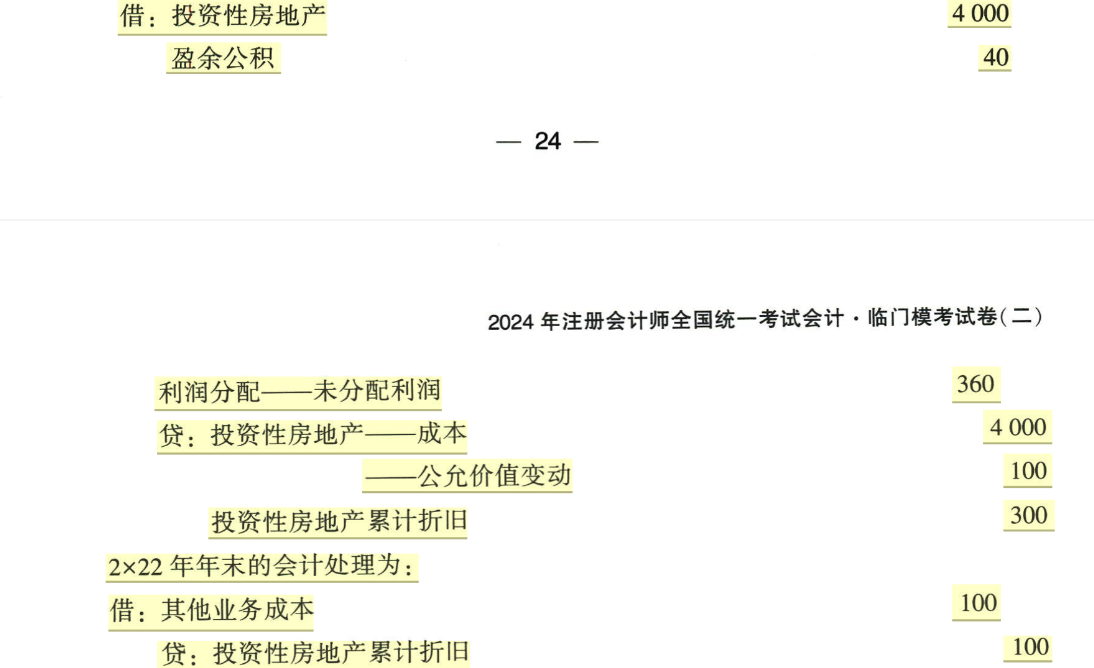 借：投资性房地产 4 000
盈余公积 40
— 24 —
2024 年注册会计师全国统一考试会计·临门模考试卷（二）
利润分配——未分配利润 360
贷：投资性房地产——成本 4 000
——公允价值变动 100
投资性房地产累计折旧 300
2×22 年年末的会计处理为：
借：其他业务成本 100
贷：投资性房地产累计折旧 100